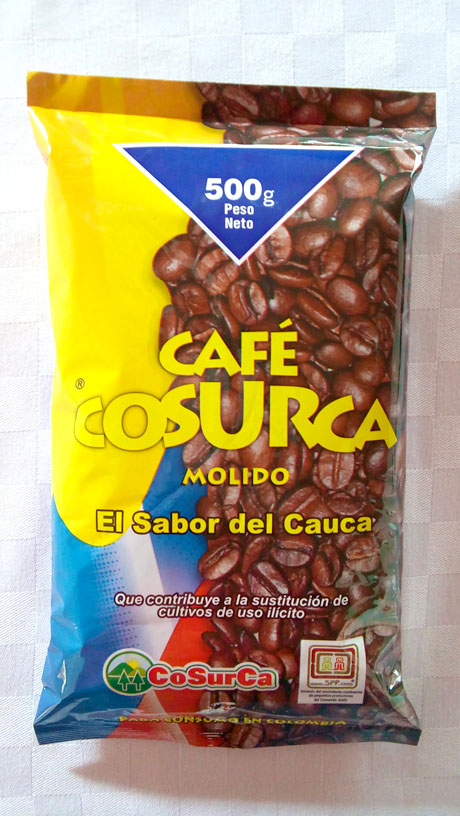 500g
Peso
Neto
CAFÉ
® COSURCA
MOLIDO
El Sabor del Cauca
Que contribuye a la sustitución de
cultivos de uso ilícito
CoSurCa
SPP
PARA CONSUMO EN COLOMBIA